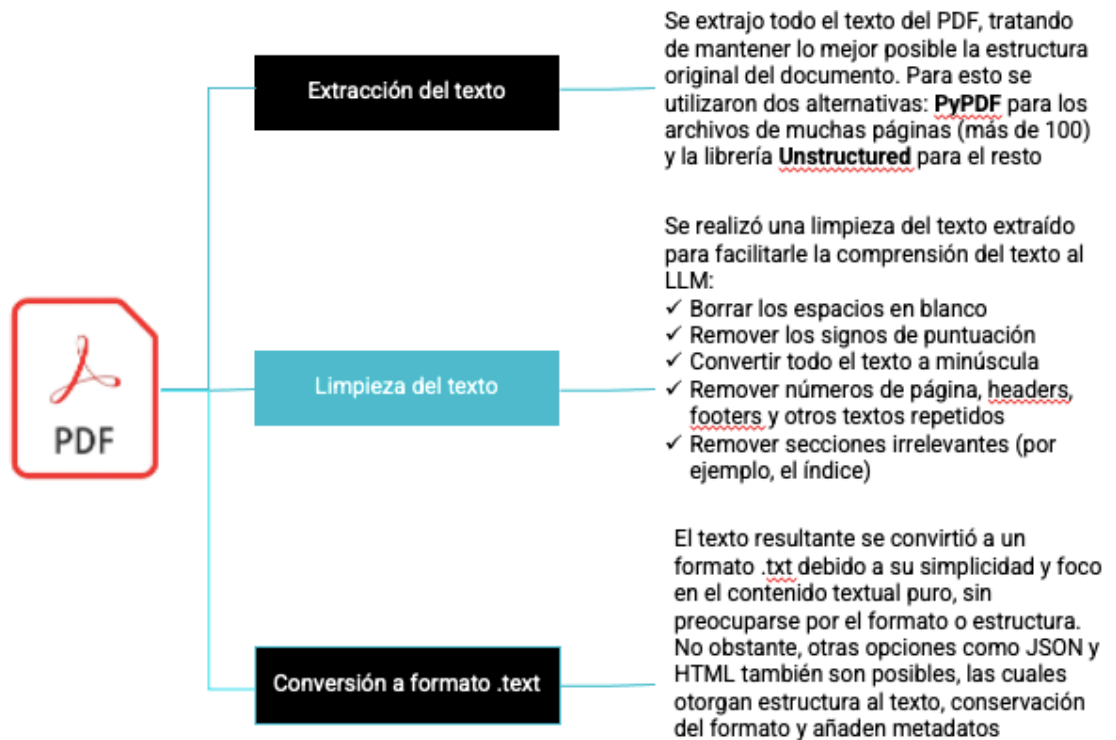 Extracción del texto
Se extrajo todo el texto del PDF, tratando
de mantener lo mejor posible la estructura
original del documento. Para esto se
utilizaron dos alternativas: PyPDF para los
archivos de muchas páginas (más de 100)
y la librería Unstructured para el resto
PDF
Limpieza del texto
Se realizó una limpieza del texto extraído
para facilitarle la comprensión del texto al
LLM:
✓ Borrar los espacios en blanco
✓ Remover los signos de puntuación
✓ Convertir todo el texto a minúscula
✓ Remover números de página, headers,
footers y otros textos repetidos
✓ Remover secciones irrelevantes (por
ejemplo, el índice)
Conversión a formato .text
El texto resultante se convirtió a un
formato .txt debido a su simplicidad y foco
en el contenido textual puro, sin
preocuparse por el formato o estructura.
No obstante, otras opciones como JSON y
HTML también son posibles, las cuales
otorgan estructura al texto, conservación
del formato y añaden metadatos